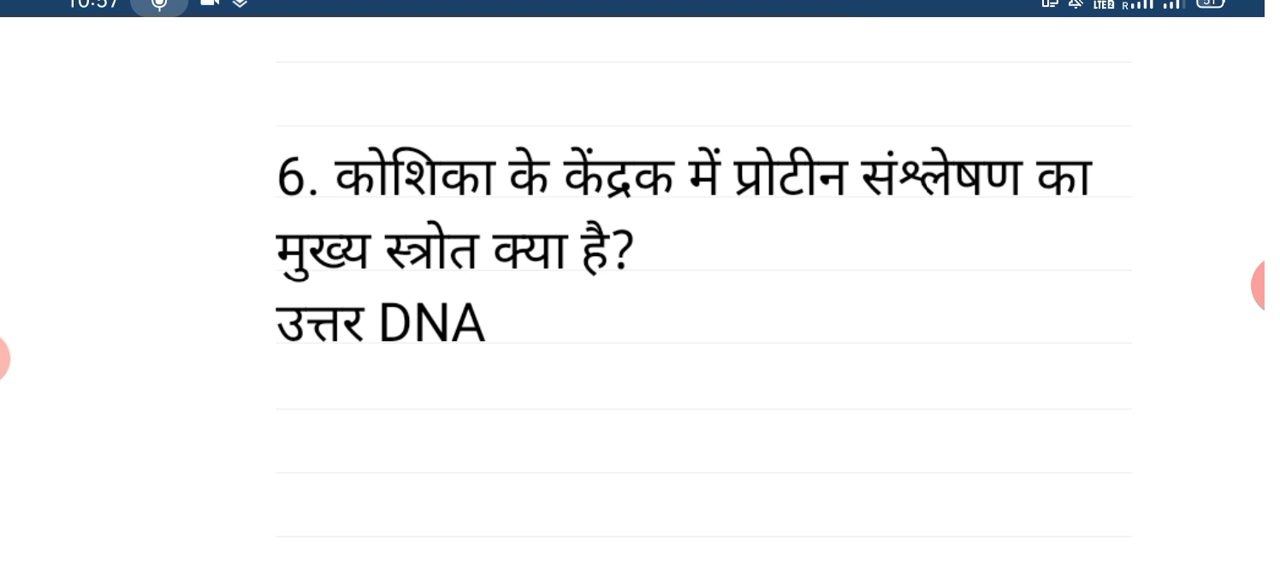 6. कोशिका के केंद्रक में प्रोटीन संश्लेषण का
मुख्य स्त्रोत क्या है?
उत्तर DNA